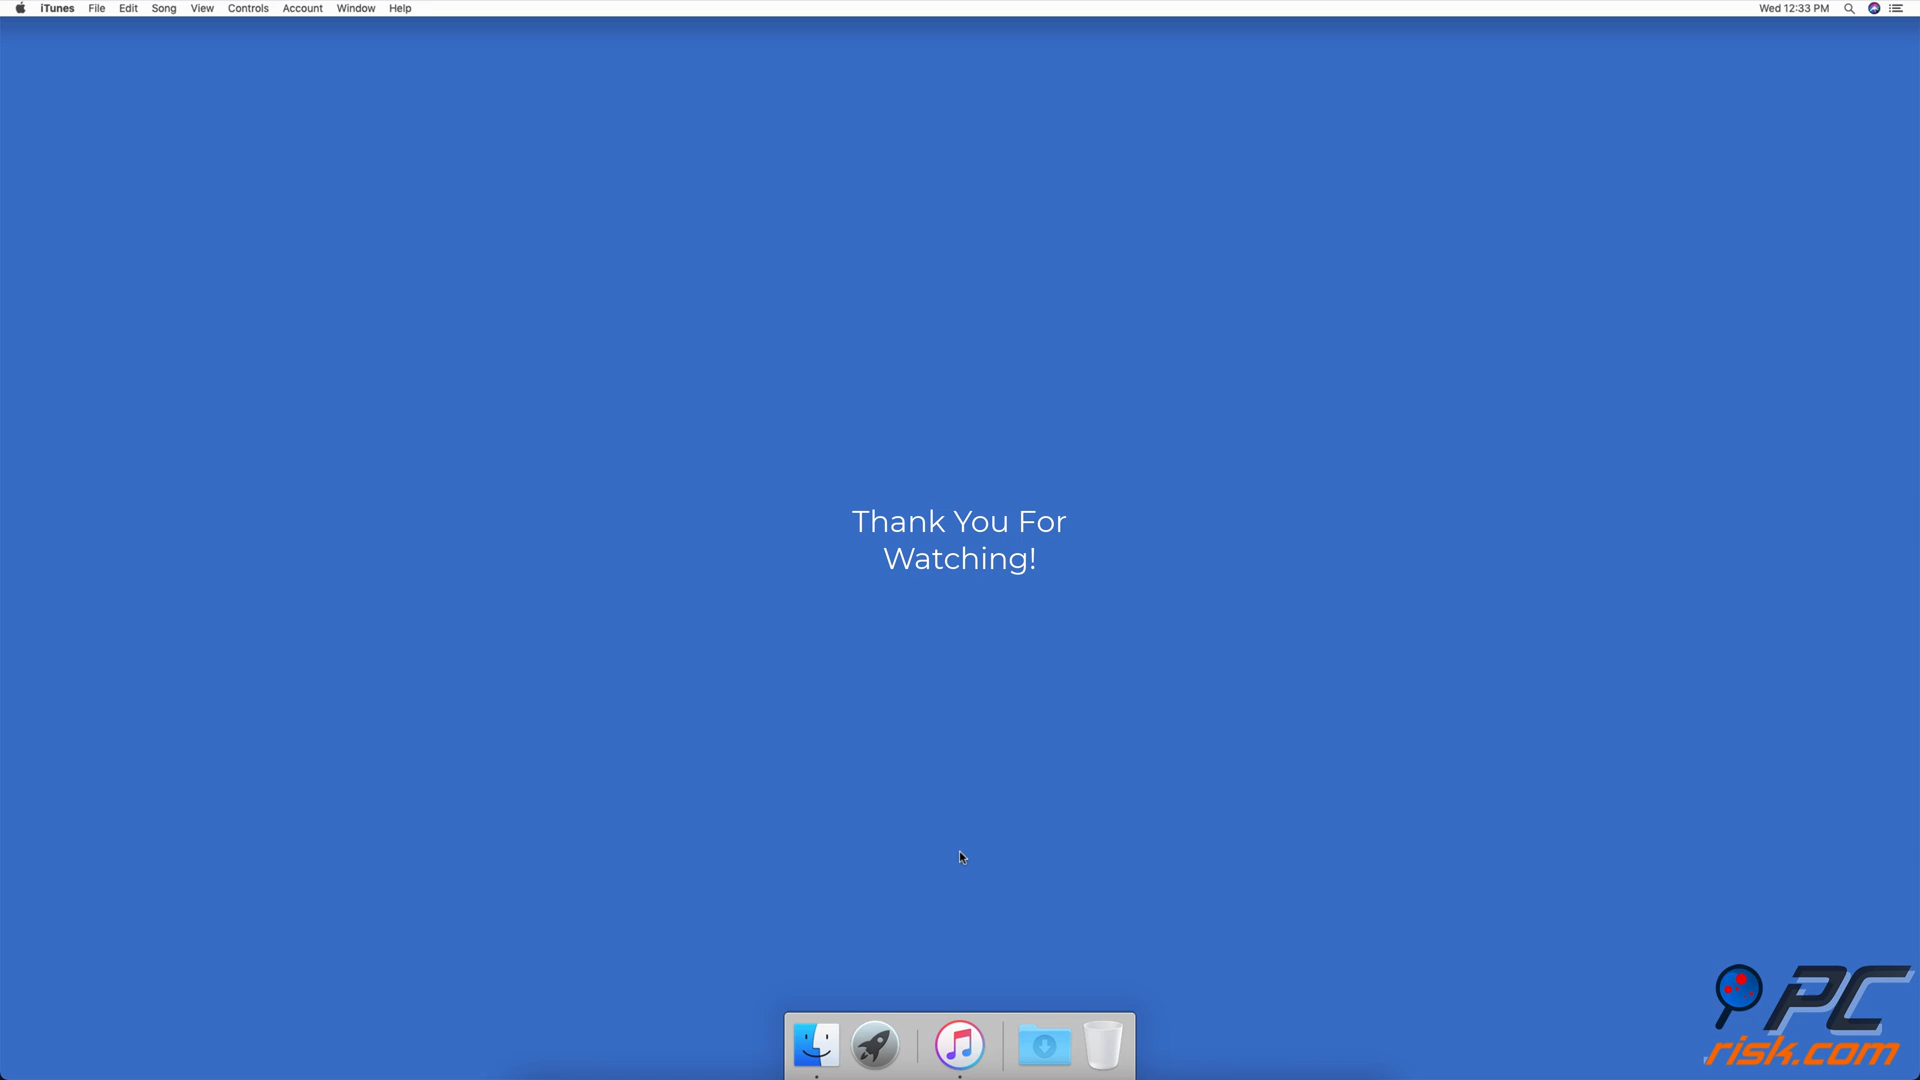 iTunes File Edit Song View Controls Account Window Help Wed 12:33 PM
Thank You For
Watching!
PC
risk.com